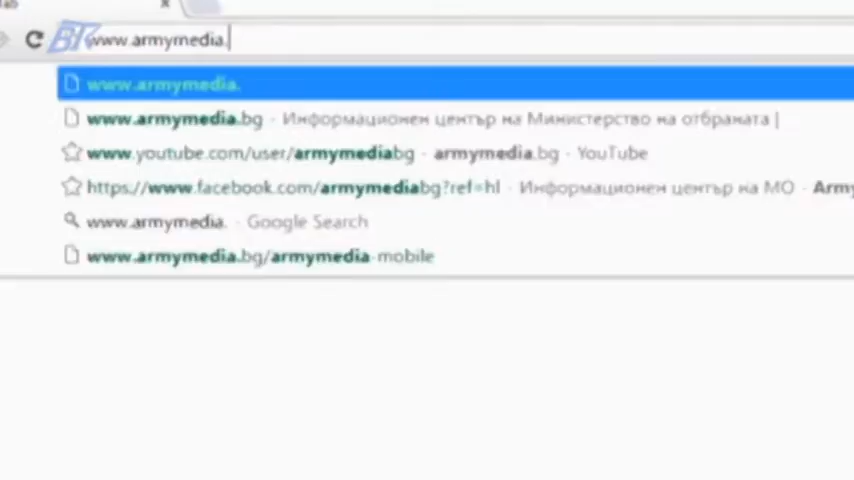 www.armymedia.
www.armymedia.
www.armymedia.bg - Информационен център на Министерство на отбраната |
www.youtube.com/user/armymediabg - armymedia.bg - YouTube
https://www.facebook.com/armymediabg?ref=hl - Информационен център на МО - Army
www.armymedia. - Google Search
www.armymedia.bg/armymedia-mobile